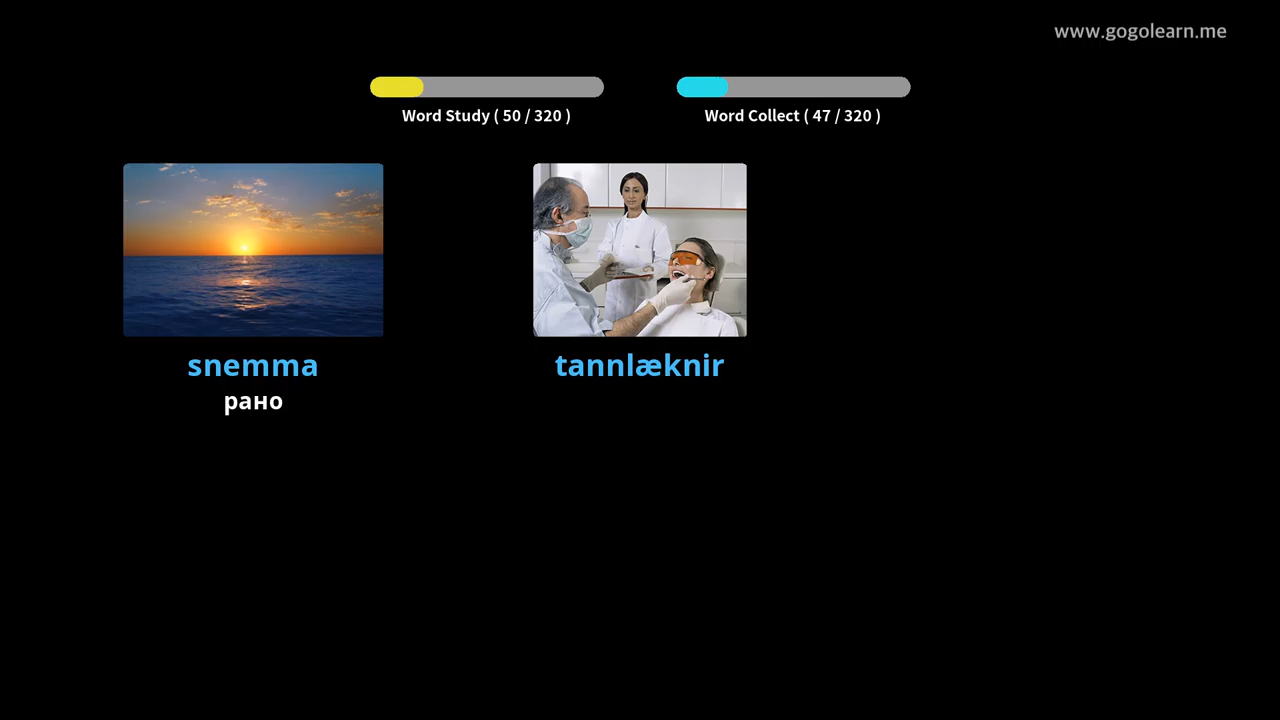 www.gogolearn.me
Word Study ( 50 / 320 )
Word Collect ( 47 / 320 )
snemma
рано
tannlæknir